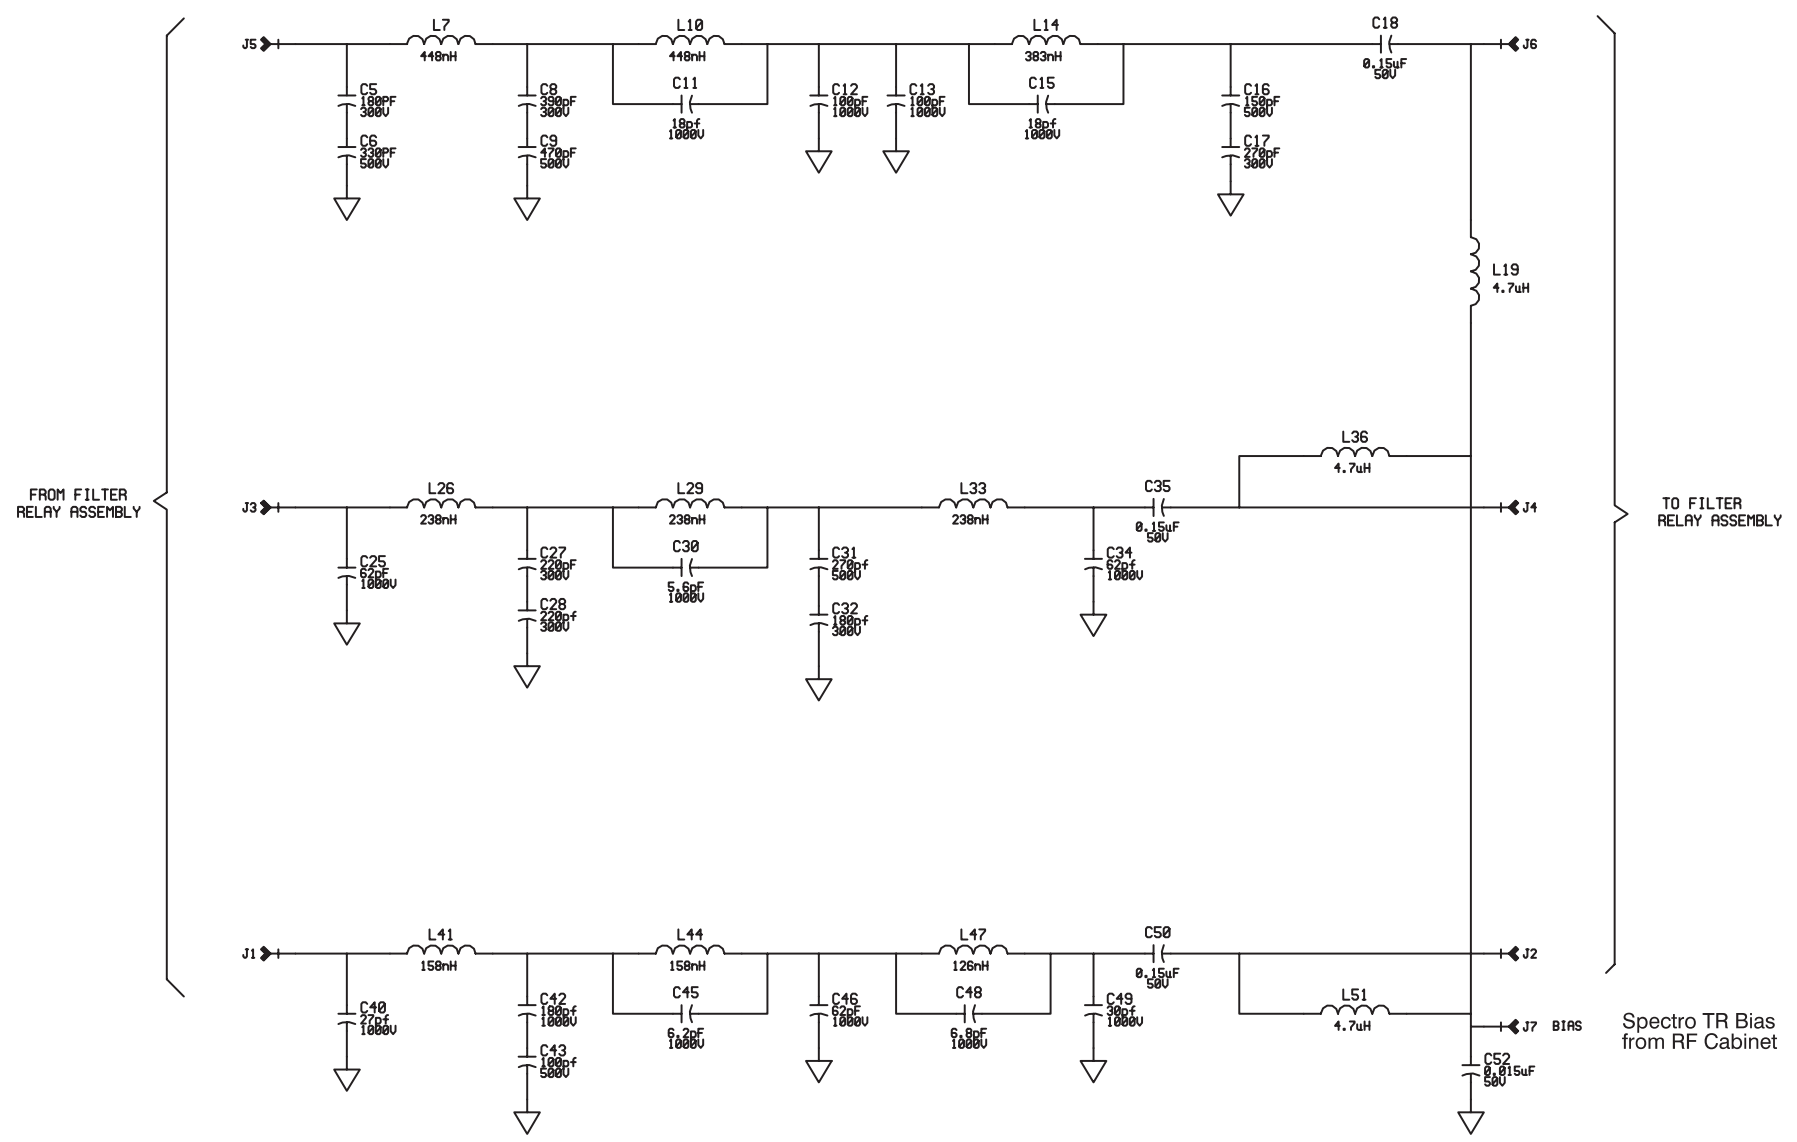 L7
L10
L14
C18
J5
448nH
448nH
383nH
J6
0.15uF
50V
C5
180PF
300V
C8
390pF
300V
C11
18pf
1000V
C12
100pF
1000V
C13
100pF
1000V
C15
18pf
1000V
C16
150pF
500V
C6
330PF
500V
C9
470pF
500V
C17
270pF
300V
L19
4.7uH
FROM FILTER
RELAY ASSEMBLY
L36
4.7uH
J3
L26
238nH
L29
238nH
L33
238nH
C35
0.15uF
50V
J4
TO FILTER
RELAY ASSEMBLY
C25
62pF
1000V
C27
220pF
300V
C30
5.6pF
1000V
C31
270pf
500V
C34
62pf
1000V
C28
220pf
300V
C32
180pf
300V
J1
L41
158nH
L44
158nH
L47
126nH
C50
0.15uF
50V
J2
C40
27pf
1000V
C42
180pf
1000V
C45
6.2pF
1000V
C46
62PF
1000V
C48
6.8pF
1000V
C49
30pf
1000V
L51
4.7uH
J7 BIAS
Spectro TR Bias
from RF Cabinet
C43
100pf
500V
C52
0.015uF
50V